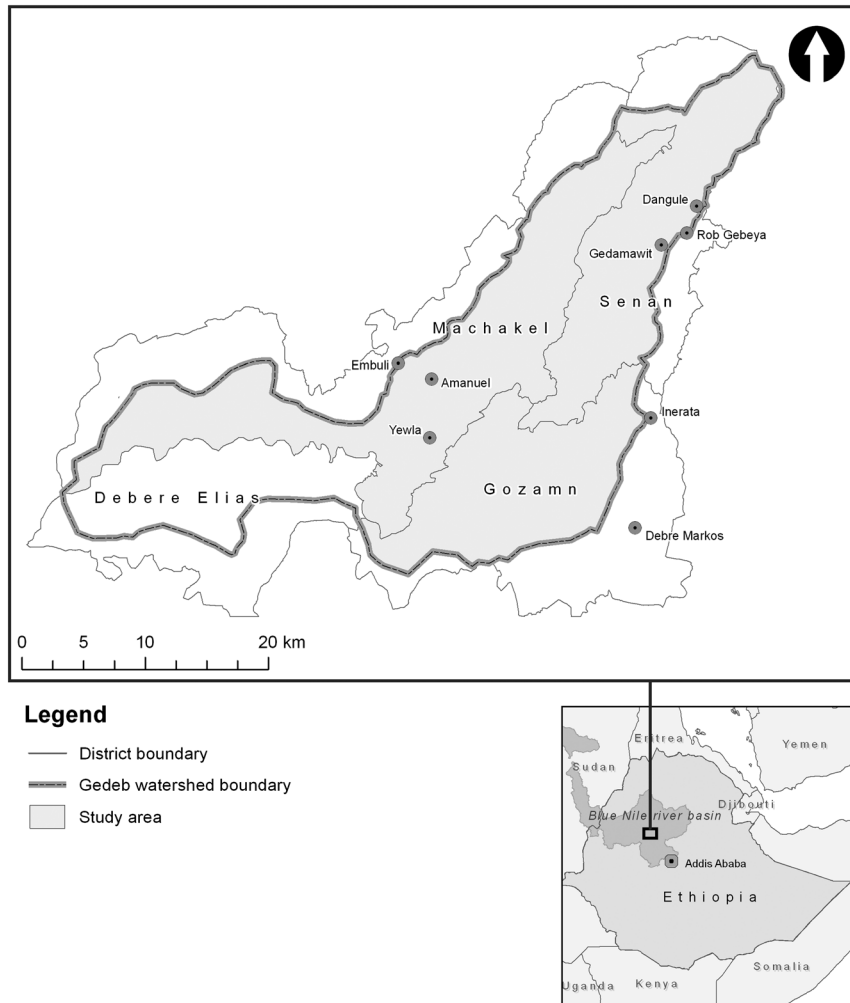 Dangule
Rob Gebeya
Gedamawit
Senan
Machakel
Embuli
Amanuel
Inerata
Yewla
Gozamn
Debere Elias
Debre Markos
0 5 10 20 km
Legend
District boundary
Gedeb watershed boundary
Study area
Eritrea
Yemen
Sudan
Djibouti
Blue Nile river basin
Addis Ababa
Ethiopia
Somalia
Uganda
Kenya